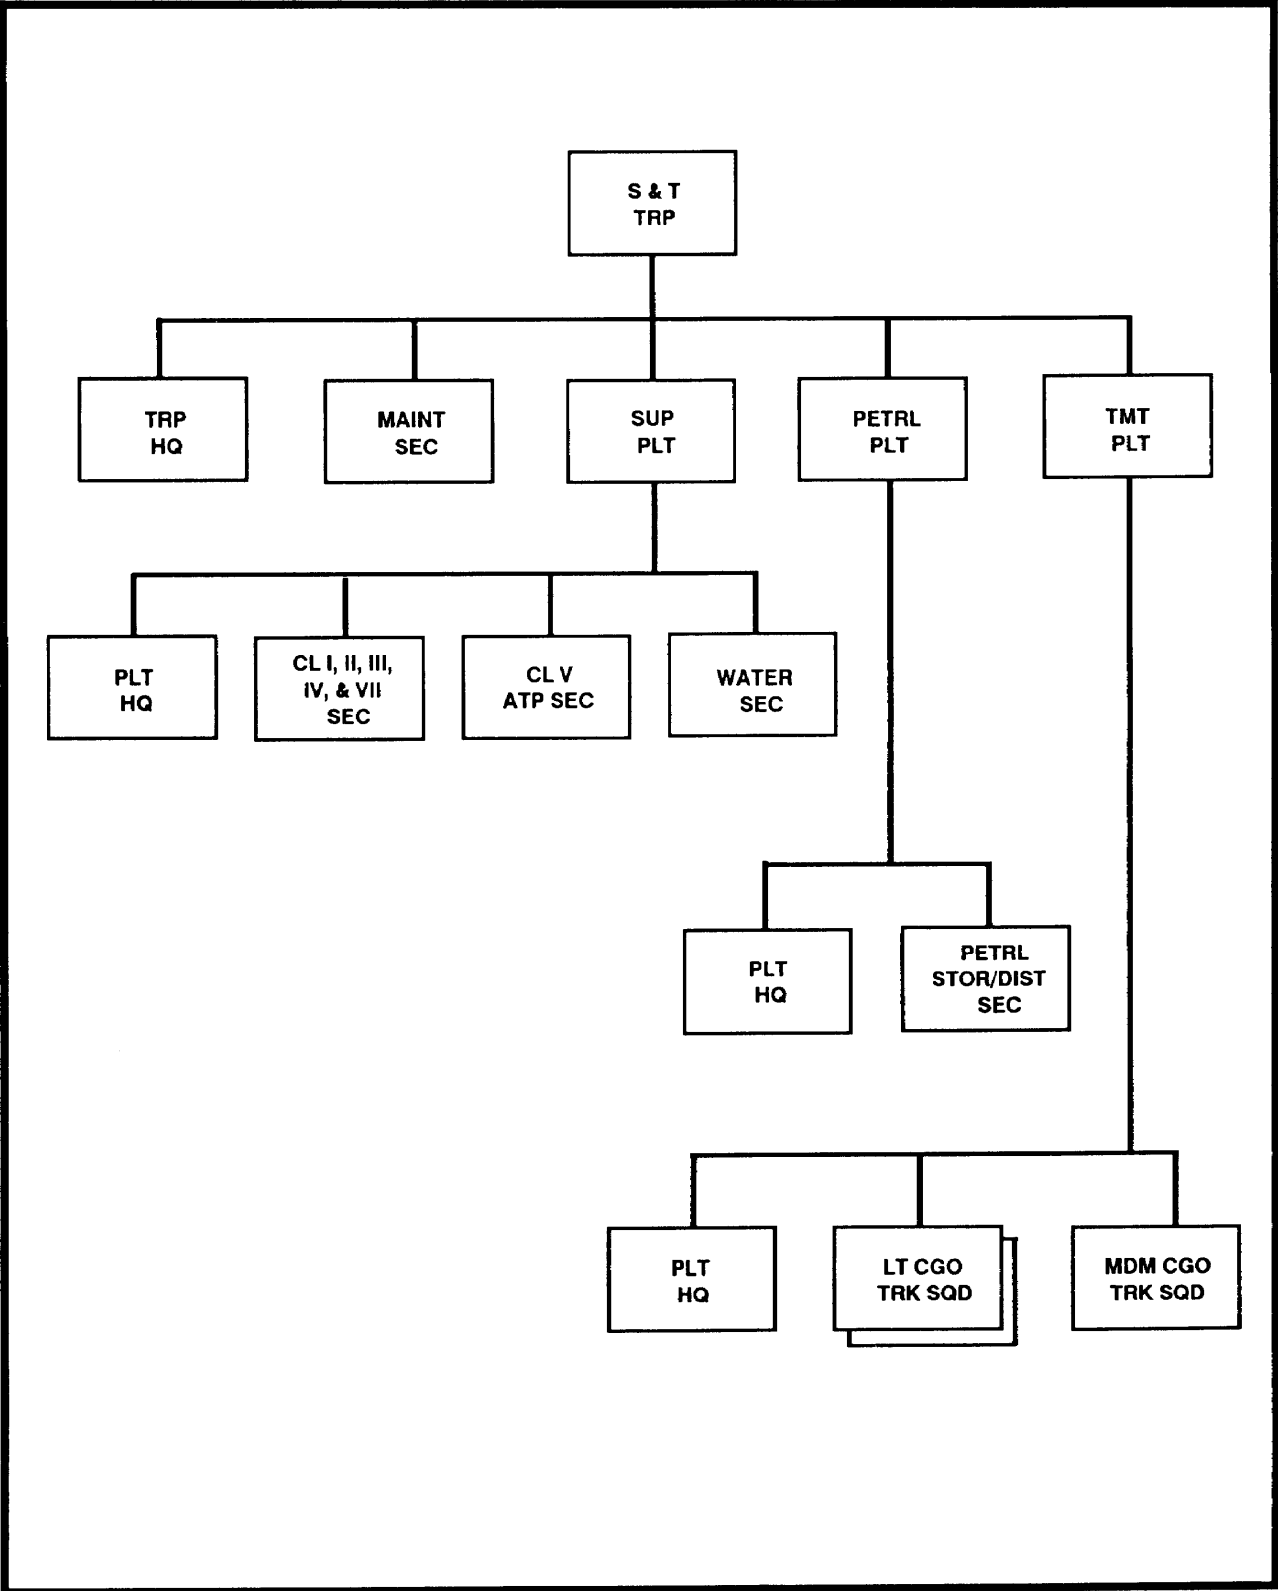 S & T
TRP
TRP
HQ
MAINT
SEC
SUP
PLT
PETRL
PLT
TMT
PLT
PLT
HQ
CL I, II, III,
IV, & VII
SEC
CL V
ATP SEC
WATER
SEC
PLT
HQ
PETRL
STOR/DIST
SEC
PLT
HQ
LT CGO
TRK SQD
MDM CGO
TRK SQD